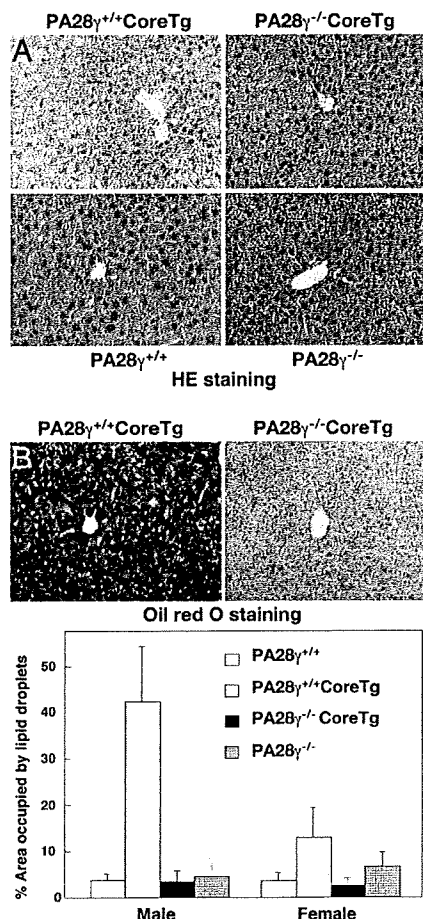 PA28γ+/+CoreTg PA28γ-/-CoreTg
A
PA28γ+/+ PA28γ-/-
HE staining
PA28γ+/+CoreTg PA28γ-/-CoreTg
B
Oil red O staining
% Area occupied by lipid droplets
50
40
30
20
10
0
PA28γ+/+
PA28γ+/+CoreTg
PA28γ-/- CoreTg
PA28γ-/-
Male Female